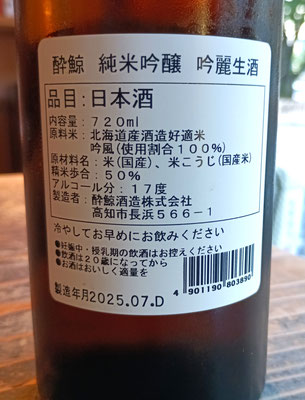 酔鯨 純米吟醸 吟麗生酒
品目：日本酒
内容量：720ml
原料米：北海道産酒造好適米
吟風(使用割合100%)
原材料名：米(国産)、米こうじ(国産米)
精米歩合：50%
アルコール分：17度
製造者：酔鯨酒造株式会社
高知市長浜566-1
冷やしてお早めにお飲みください
●妊娠中・授乳期の飲酒はお控えください
●飲酒は20歳になってから
●お酒はおいしく適量を
製造年月2025.07.D
4 901190 803890